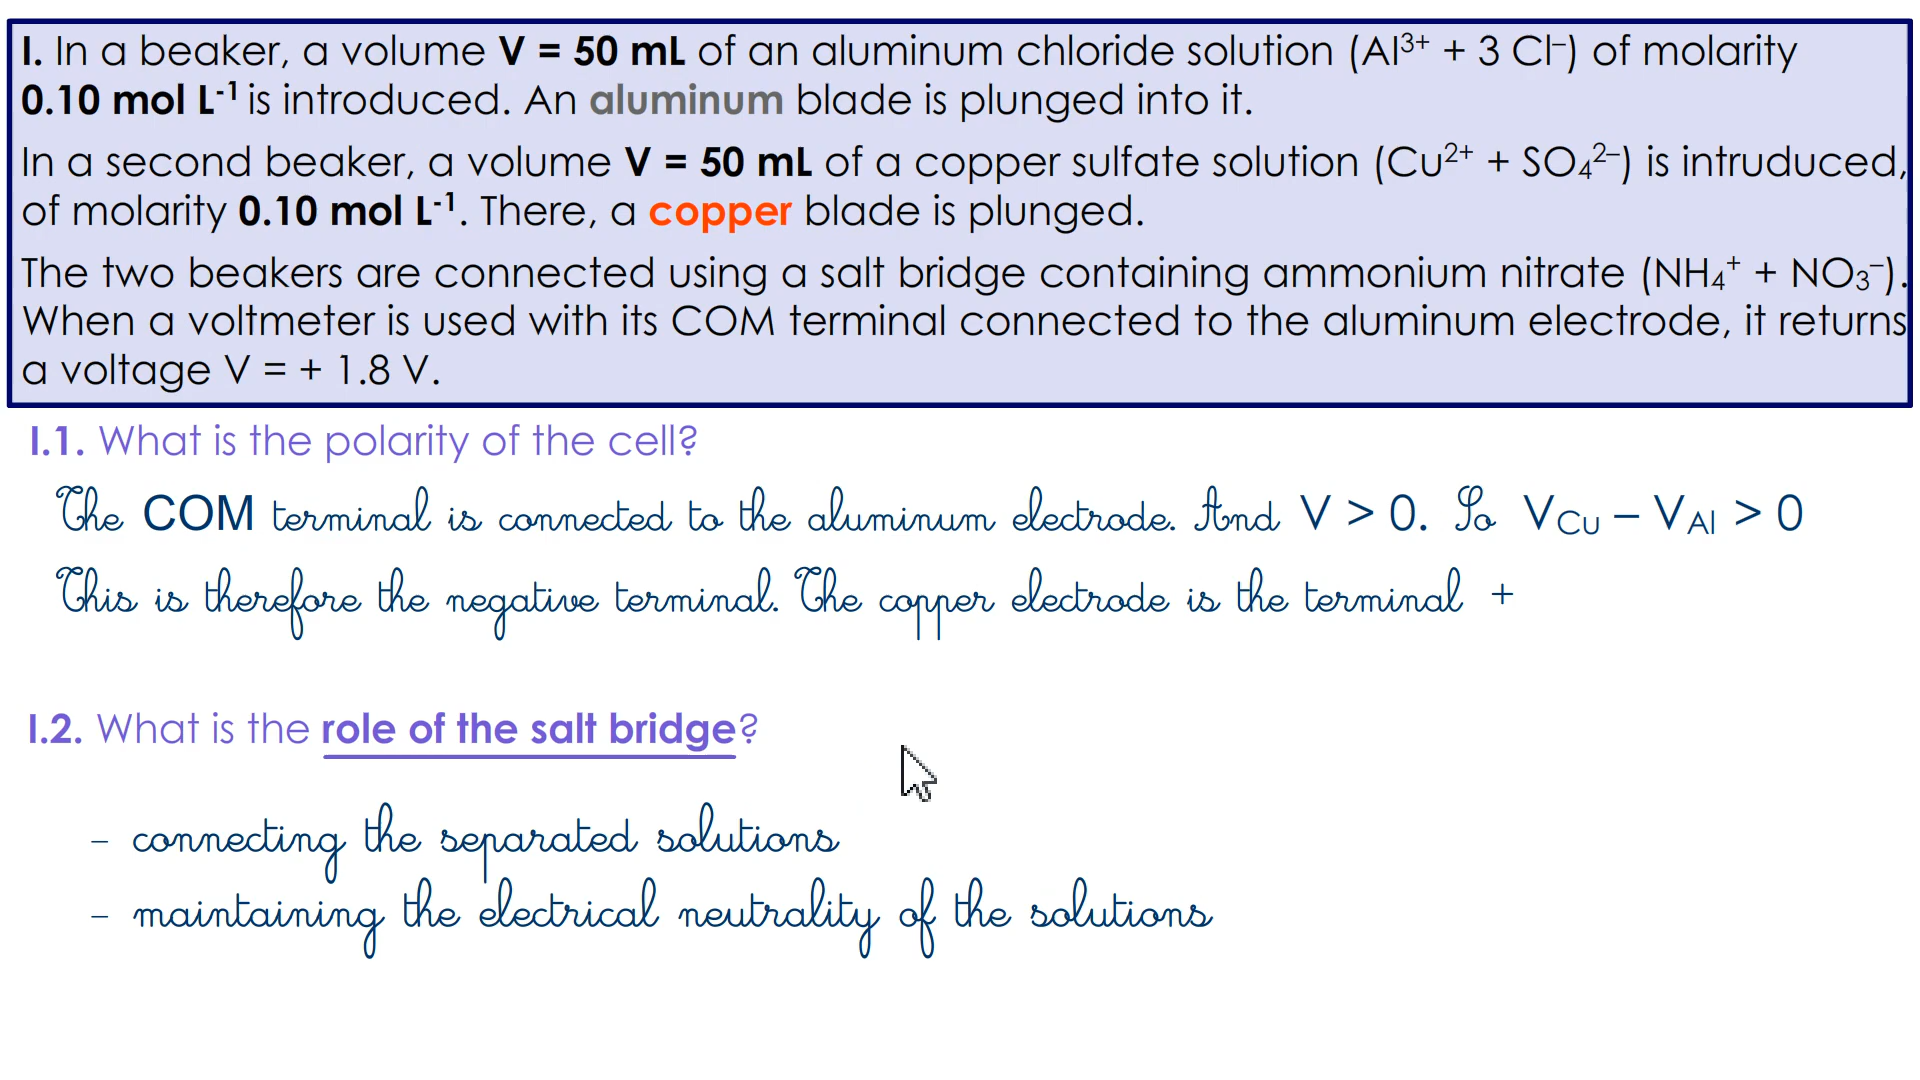 I. In a beaker, a volume V = 50 mL of an aluminum chloride solution (Al³⁺ + 3 Cl⁻) of molarity
0.10 mol L⁻¹ is introduced. An aluminum blade is plunged into it.
In a second beaker, a volume V = 50 mL of a copper sulfate solution (Cu²⁺ + SO₄²⁻) is intruduced,
of molarity 0.10 mol L⁻¹. There, a copper blade is plunged.
The two beakers are connected using a salt bridge containing ammonium nitrate (NH₄⁺ + NO₃⁻).
When a voltmeter is used with its COM terminal connected to the aluminum electrode, it returns
a voltage V = + 1.8 V.
I.1. What is the polarity of the cell?
The COM terminal is connected to the aluminum electrode. And V > 0. So V_Cu – V_Al > 0
This is therefore the negative terminal. The copper electrode is the terminal +
I.2. What is the role of the salt bridge?
– connecting the separated solutions
– maintaining the electrical neutrality of the solutions